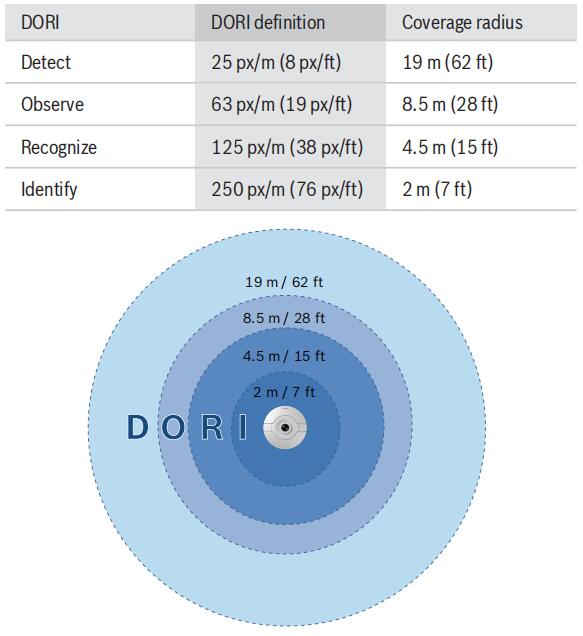 DORI DORI definition Coverage radius
Detect 25 px/m (8 px/ft) 19 m (62 ft)
Observe 63 px/m (19 px/ft) 8.5 m (28 ft)
Recognize 125 px/m (38 px/ft) 4.5 m (15 ft)
Identify 250 px/m (76 px/ft) 2 m (7 ft)
19 m / 62 ft
8.5 m / 28 ft
4.5 m / 15 ft
2 m / 7 ft
D O R I